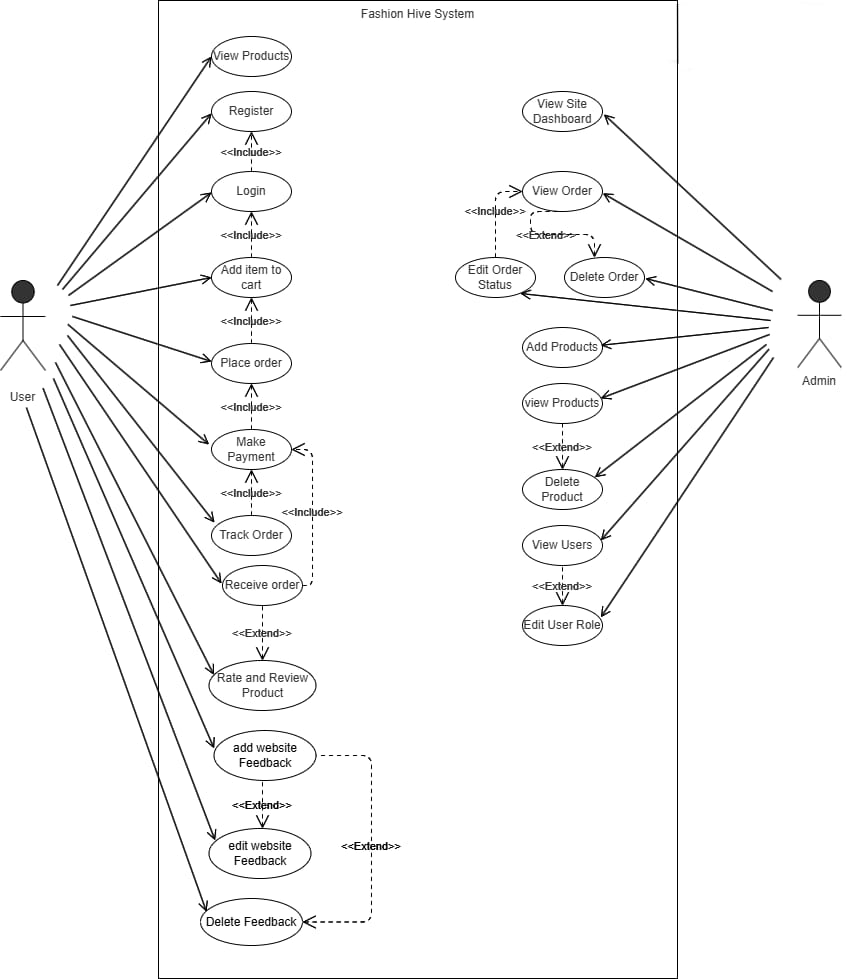 Fashion Hive System
View Products
Register
<<Include>>
Login
<<Include>>
Add item to
cart
<<Include>>
Place order
<<Include>>
Make
Payment
<<Include>>
<<Include>>
Track Order
Receive order
<<Extend>>
Rate and Review
Product
add website
Feedback
<<Extend>>
edit website
Feedback
<<Extend>>
Delete Feedback
User
View Site
Dashboard
View Order
<<Include>>
<<Extend>>
Edit Order
Status
Delete Order
Add Products
view Products
<<Extend>>
Delete
Product
View Users
<<Extend>>
Edit User Role
Admin